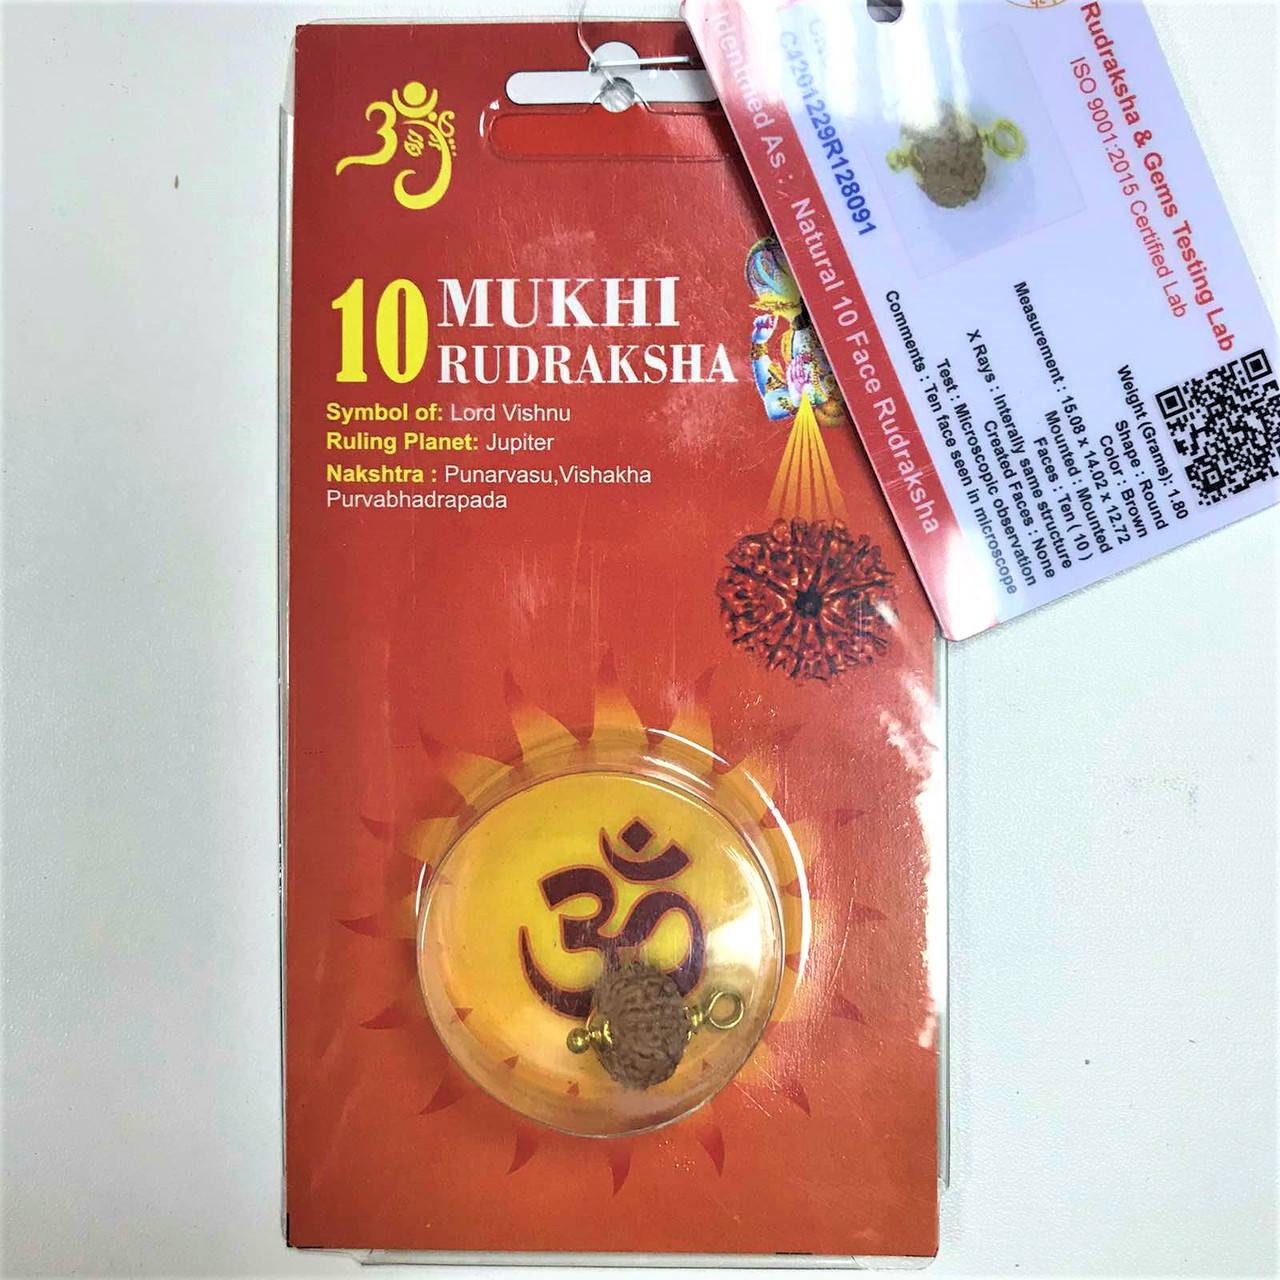 10 MUKHI
RUDRAKSHA
Symbol of: Lord Vishnu
Ruling Planet: Jupiter
Nakshtra : Punarvasu,Vishakha
Purvabhadrapada
ॐ
Rudraksha & Gems Testing Lab
ISO 9001:2015 Certified Lab
C4201229R128091
As : Natural 10 Face Rudraksha
Weight (Grams): 1.80
Shape : Round
Color : Brown
Measurement : 15.08 x 14.02 x 12.72
Mounted : Mounted
Faces : Ten ( 10 )
X Rays : Interally same structure
Created Faces : None
Test : Microscopic observation
Comments : Ten face seen in microscope